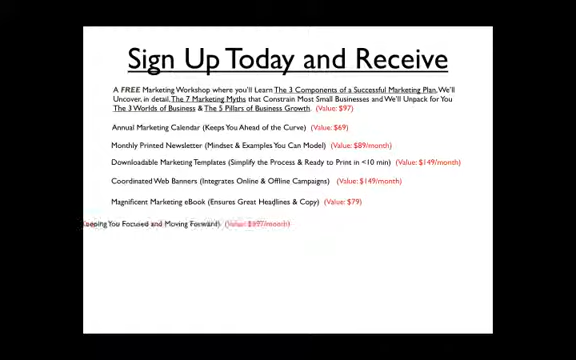 Sign Up Today and Receive
A FREE Marketing Workshop where you'll Learn The 3 Components of a Successful Marketing Plan. We'll
Uncover, in detail, The 7 Marketing Myths that Constrain Most Small Businesses and We'll Unpack for You
The 3 Worlds of Business & The 5 Pillars of Business Growth. (Value: $97)
Annual Marketing Calendar (Keeps You Ahead of the Curve) (Value: $69)
Monthly Printed Newsletter (Mindset & Examples You Can Model) (Value: $89/month)
Downloadable Marketing Templates (Simplify the Process & Ready to Print in <10 min) (Value: $149/month)
Coordinated Web Banners (Integrates Online & Offline Campaigns) (Value: $149/month)
Magnificent Marketing eBook (Ensures Great Headlines & Copy) (Value: $79)
Keeping You Focused and Moving Forward) (Value: